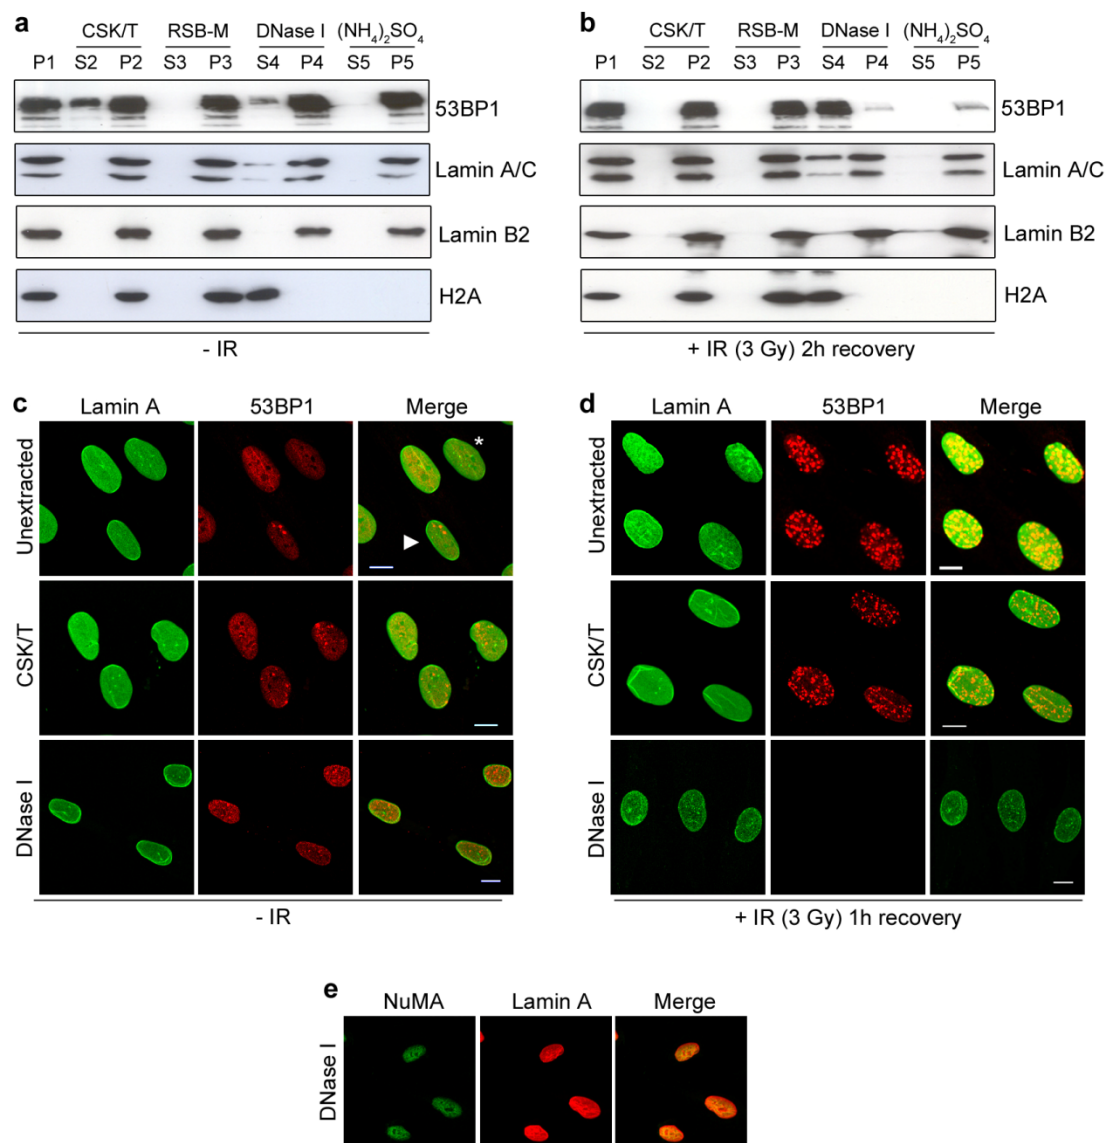 a
CSK/T RSB-M DNase I (NH₄)₂SO₄
P1 S2 P2 S3 P3 S4 P4 S5 P5
53BP1
Lamin A/C
Lamin B2
H2A
- IR
b
CSK/T RSB-M DNase I (NH₄)₂SO₄
P1 S2 P2 S3 P3 S4 P4 S5 P5
53BP1
Lamin A/C
Lamin B2
H2A
+ IR (3 Gy) 2h recovery
c
Lamin A 53BP1 Merge
Unextracted
*
CSK/T
DNase I
- IR
d
Lamin A 53BP1 Merge
Unextracted
CSK/T
DNase I
+ IR (3 Gy) 1h recovery
e
NuMA Lamin A Merge
DNase I